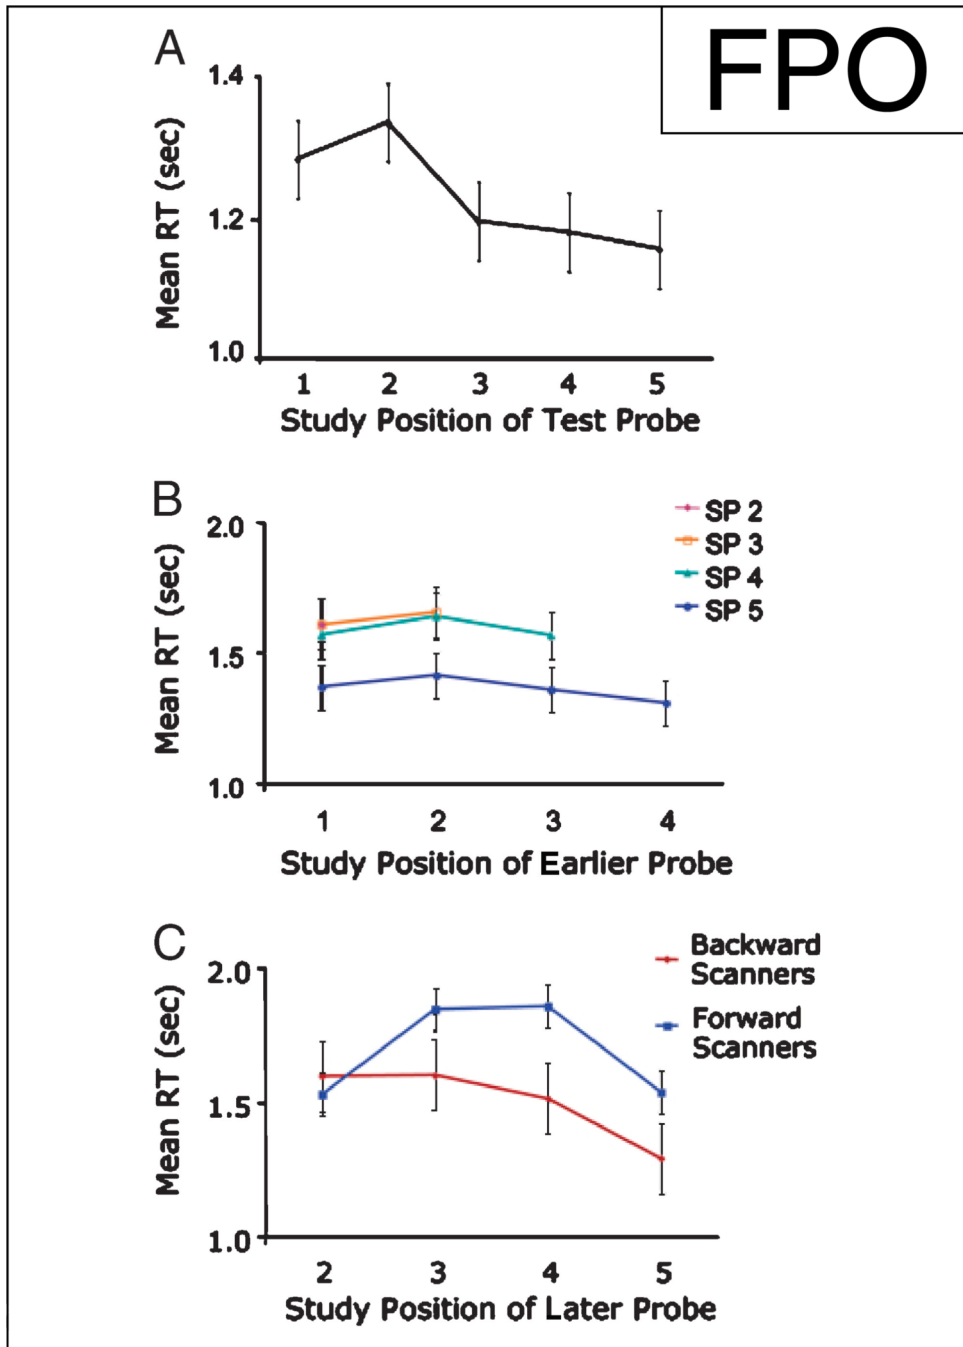 FPO
A
Mean RT (sec)
1.4
1.2
1.0
1 2 3 4 5
Study Position of Test Probe
B
Mean RT (sec)
2.0
1.5
1.0
SP 2
SP 3
SP 4
SP 5
1 2 3 4
Study Position of Earlier Probe
C
Mean RT (sec)
2.0
1.5
1.0
Backward
Scanners
Forward
Scanners
2 3 4 5
Study Position of Later Probe